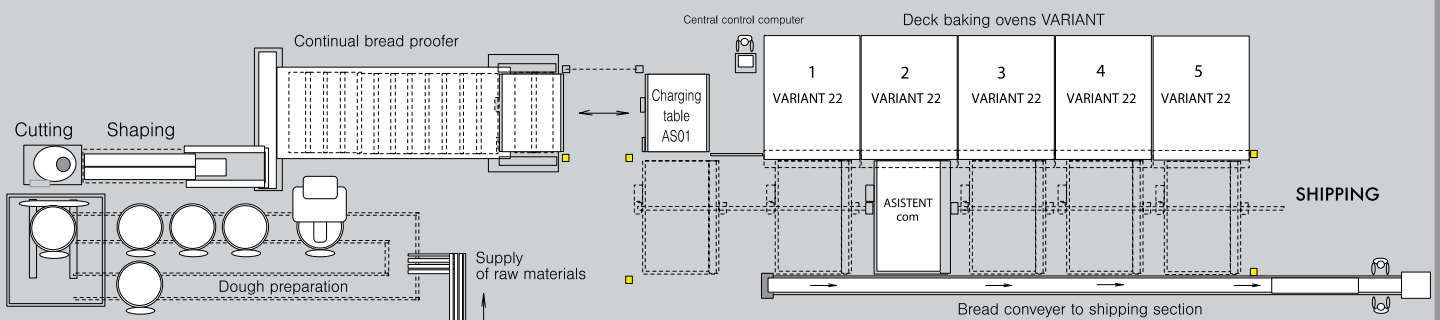 Central control computer
Deck baking ovens VARIANT
Continual bread proofer
1
2
3
4
5
VARIANT 22
VARIANT 22
VARIANT 22
VARIANT 22
VARIANT 22
Charging
table
AS01
Cutting
Shaping
ASISTENT
com
SHIPPING
Supply
of raw materials
Dough preparation
Bread conveyer to shipping section